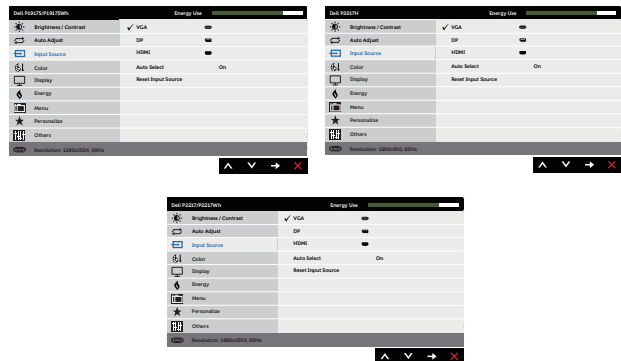 Dell P1917S/P1917SWh Energy Use
Brightness / Contrast VGA
Auto Adjust DP
Input Source HDMI
Color Auto Select On
Display Reset Input Source
Energy
Menu
Personalize
Others
Resolution: 1280x1024, 60Hz
Dell P2017H Energy Use
Brightness / Contrast VGA
Auto Adjust DP
Input Source HDMI
Color Auto Select On
Display Reset Input Source
Energy
Menu
Personalize
Others
Resolution: 1600x900, 60Hz
Dell P2217/P2217Wh Energy Use
Brightness / Contrast VGA
Auto Adjust DP
Input Source HDMI
Color Auto Select On
Display Reset Input Source
Energy
Menu
Personalize
Others
Resolution: 1680x1050, 60Hz